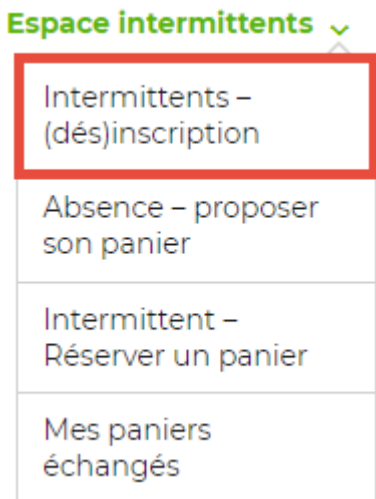 Espace intermittents
Intermittents –
(dés)inscription
Absence – proposer
son panier
Intermittent –
Réserver un panier
Mes paniers
échangés